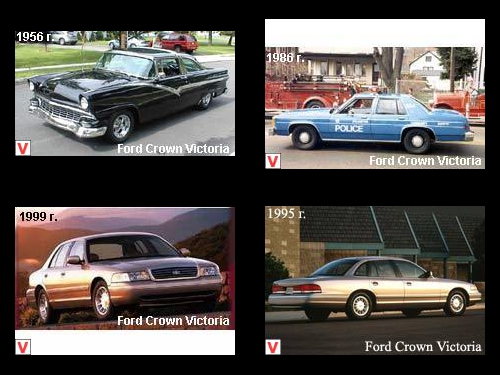 1956 г.
Ford Crown Victoria
V
1986 г.
POLICE
Ford Crown Victoria
V
1999 г.
Ford Crown Victoria
V
1995 г.
Ford Crown Victoria
V